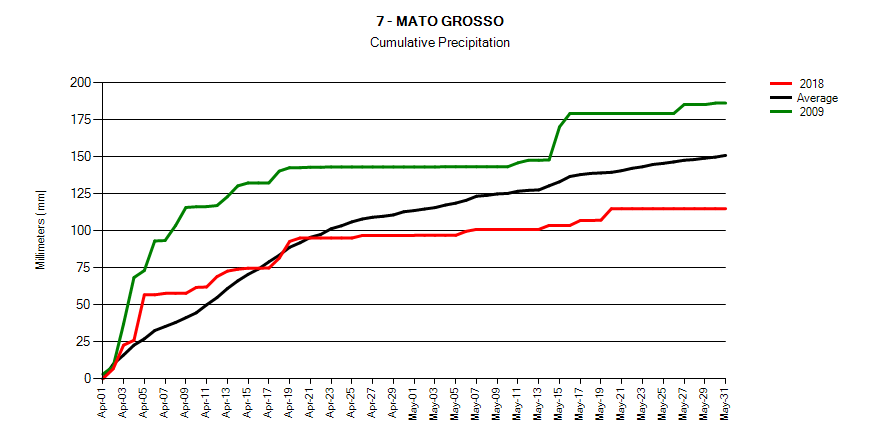 7 - MATO GROSSO
Cumulative Precipitation
Millimeters (mm)
200
175
150
125
100
75
50
25
0
Apr-01
Apr-03
Apr-05
Apr-07
Apr-09
Apr-11
Apr-13
Apr-15
Apr-17
Apr-19
Apr-21
Apr-23
Apr-25
Apr-27
Apr-29
May-01
May-03
May-05
May-07
May-09
May-11
May-13
May-15
May-17
May-19
May-21
May-23
May-25
May-27
May-29
May-31
2018
Average
2009